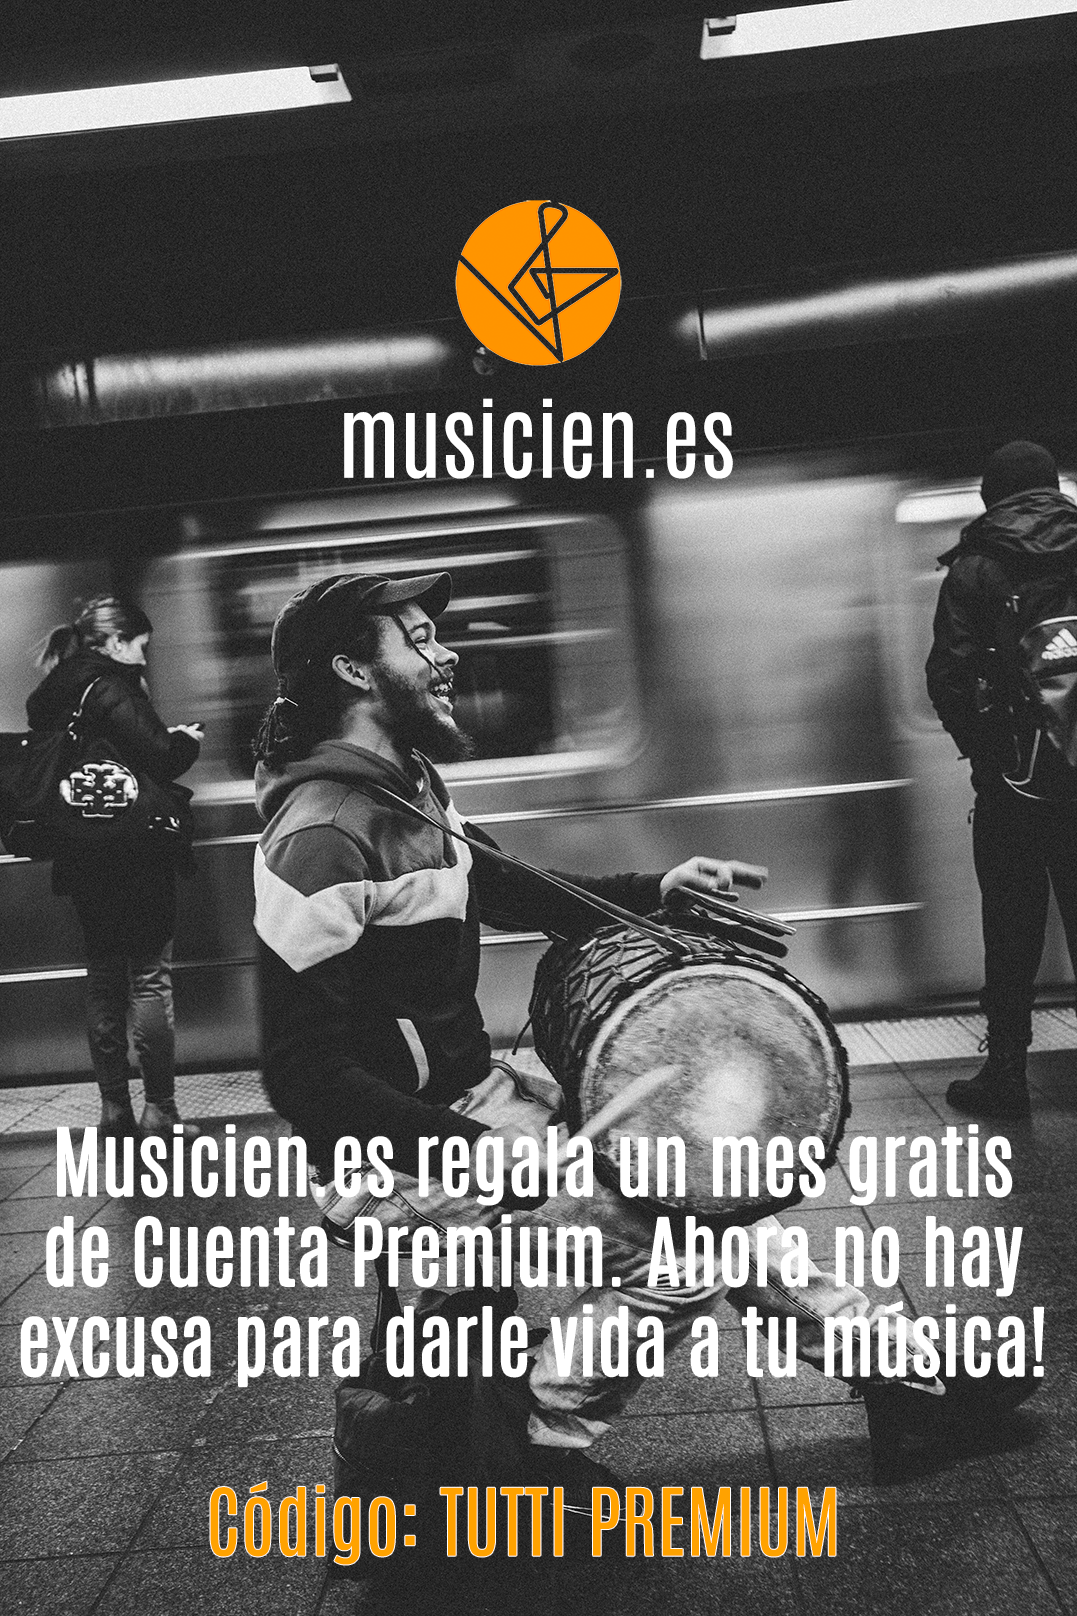 musicien.es
Musicien.es regala un mes gratis
de Cuenta Premium. Ahora no hay
excusa para darle vida a tu música!
Código: TUTTI PREMIUM